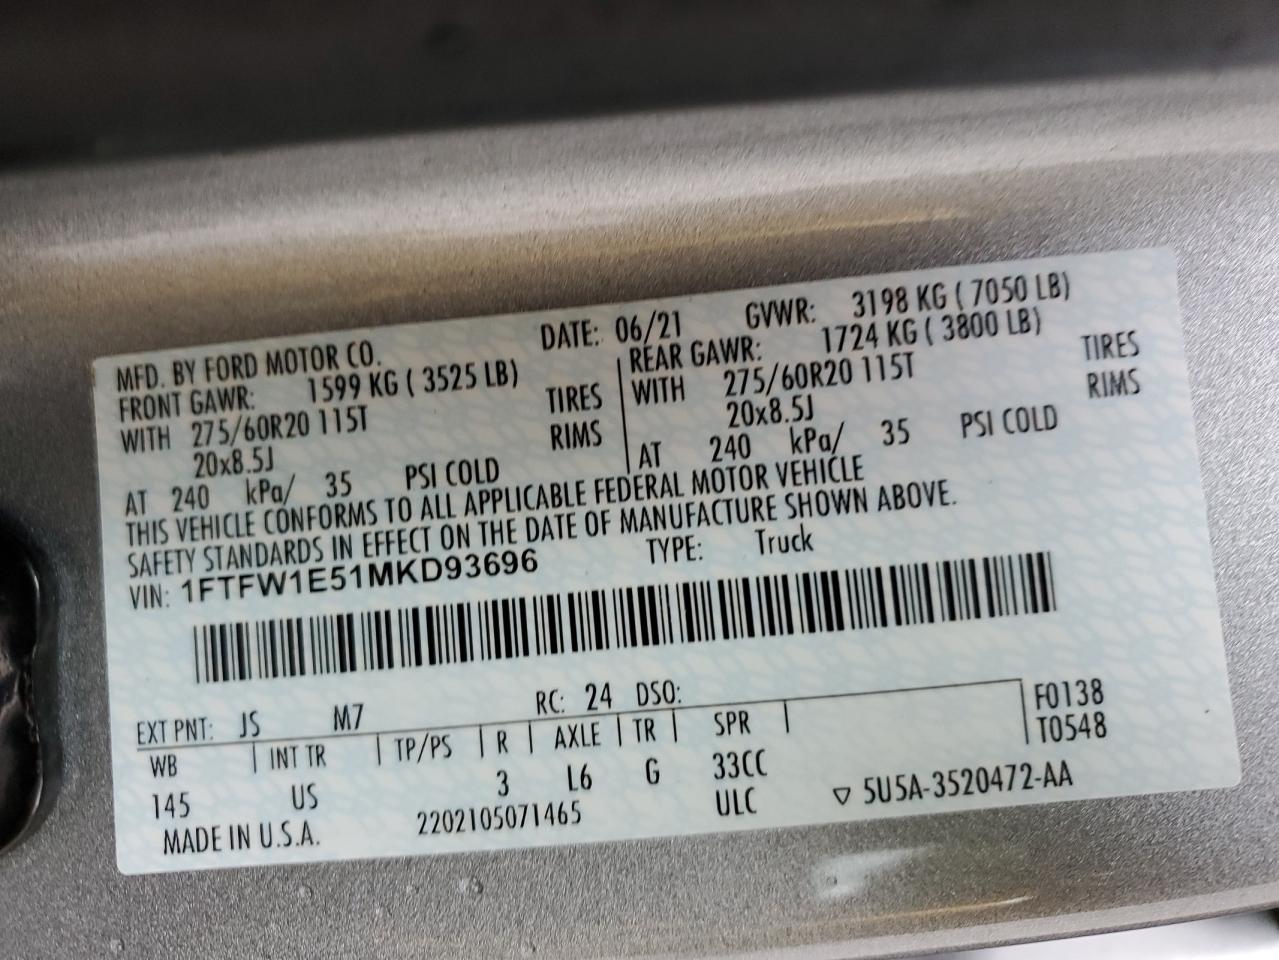 MFD. BY FORD MOTOR CO.
DATE: 06/21 GVWR: 3198 KG ( 7050 LB)
FRONT GAWR: 1599 KG ( 3525 LB)
WITH 275/60R20 115T TIRES
20x8.5J RIMS
AT 240 kPa/ 35 PSI COLD
REAR GAWR: 1724 KG ( 3800 LB)
WITH 275/60R20 115T TIRES
20x8.5J RIMS
AT 240 kPa/ 35 PSI COLD
THIS VEHICLE CONFORMS TO ALL APPLICABLE FEDERAL MOTOR VEHICLE
SAFETY STANDARDS IN EFFECT ON THE DATE OF MANUFACTURE SHOWN ABOVE.
VIN: 1FTFW1E51MKD93696 TYPE: Truck
EXT PNT: JS M7 RC: 24 DSO:
WB INT TR TP/PS R AXLE TR SPR F0138
T0548
145 US 3 L6 G 33CC
MADE IN U.S.A. 2202105071465 ULC ▽ 5U5A-3520472-AA